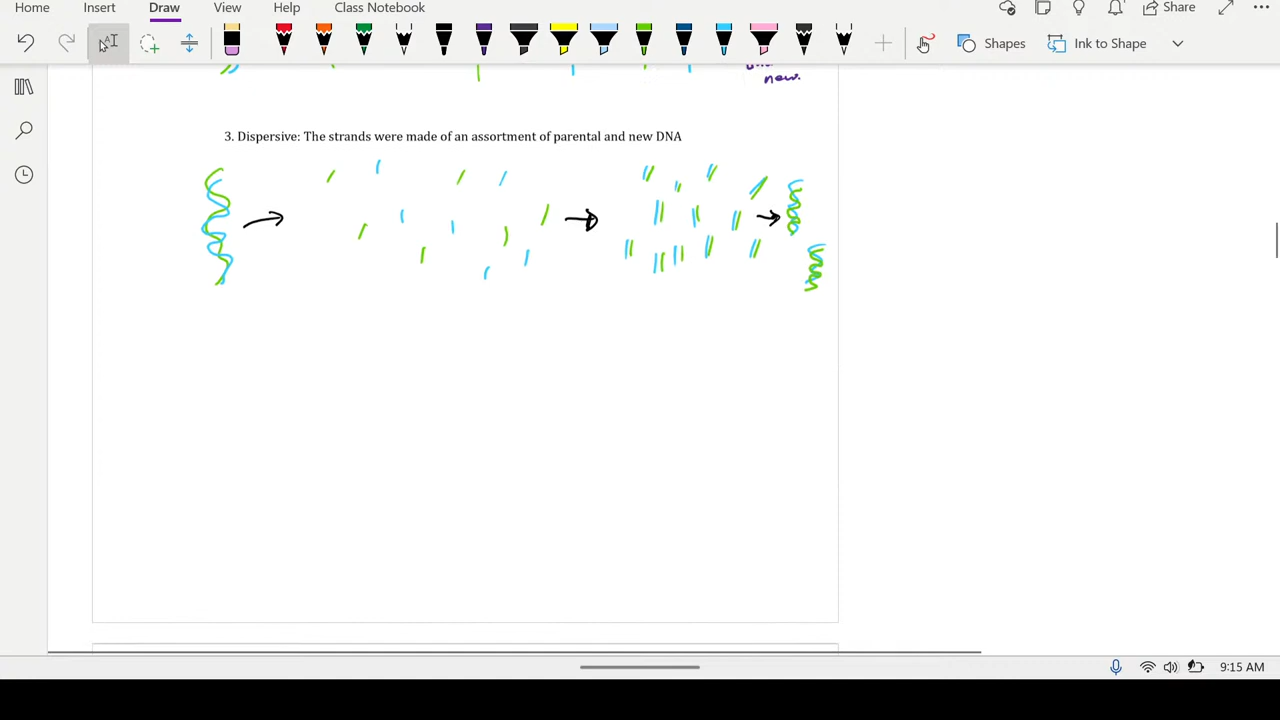 Home Insert Draw View Help Class Notebook Share
Ink to Shape
Shapes
new.
3. Dispersive: The strands were made of an assortment of parental and new DNA
9:15 AM